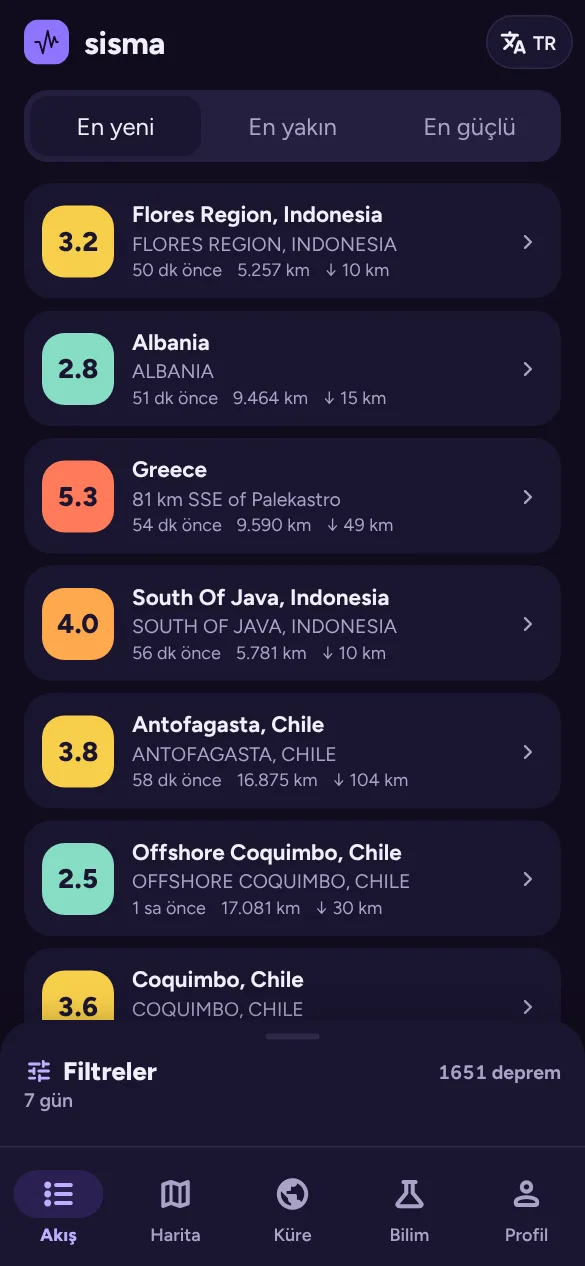 sisma
TR
En yeni
En yakın
En güçlü
3.2
Flores Region, Indonesia
FLORES REGION, INDONESIA
50 dk önce 5.257 km ↓ 10 km
2.8
Albania
ALBANIA
51 dk önce 9.464 km ↓ 15 km
5.3
Greece
81 km SSE of Palekastro
54 dk önce 9.590 km ↓ 49 km
4.0
South Of Java, Indonesia
SOUTH OF JAVA, INDONESIA
56 dk önce 5.781 km ↓ 10 km
3.8
Antofagasta, Chile
ANTOFAGASTA, CHILE
58 dk önce 16.875 km ↓ 104 km
2.5
Offshore Coquimbo, Chile
OFFSHORE COQUIMBO, CHILE
1 sa önce 17.081 km ↓ 30 km
3.6
Coquimbo, Chile
COQUIMBO, CHILE
Filtreler
1651 deprem
7 gün
Akış
Harita
Küre
Bilim
Profil